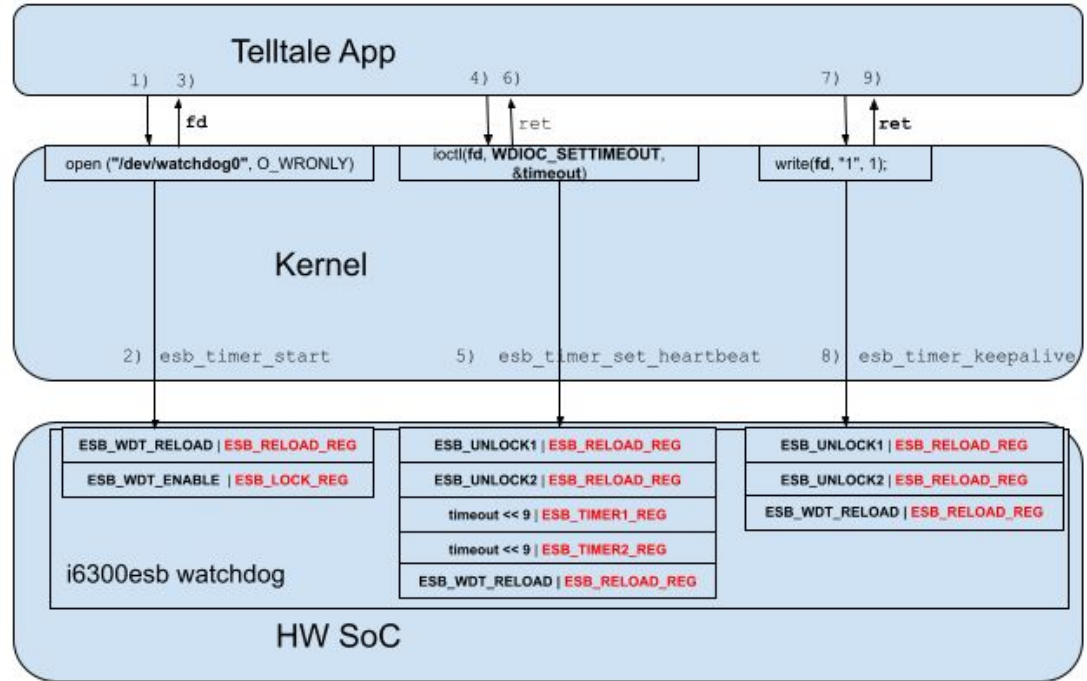 Telltale App
1) 3) 4) 6) 7) 9)
fd ret ret
open ("/dev/watchdog0", O_WRONLY)
ioctl(fd, WDIOC_SETTIMEOUT,
&timeout)
write(fd, "1", 1);
Kernel
2) esb_timer_start 5) esb_timer_set_heartbeat 8) esb_timer_keepalive
ESB_WDT_RELOAD | ESB_RELOAD_REG
ESB_WDT_ENABLE | ESB_LOCK_REG
ESB_UNLOCK1 | ESB_RELOAD_REG
ESB_UNLOCK2 | ESB_RELOAD_REG
timeout << 9 | ESB_TIMER1_REG
timeout << 9 | ESB_TIMER2_REG
ESB_WDT_RELOAD | ESB_RELOAD_REG
ESB_UNLOCK1 | ESB_RELOAD_REG
ESB_UNLOCK2 | ESB_RELOAD_REG
ESB_WDT_RELOAD | ESB_RELOAD_REG
i6300esb watchdog
HW SoC